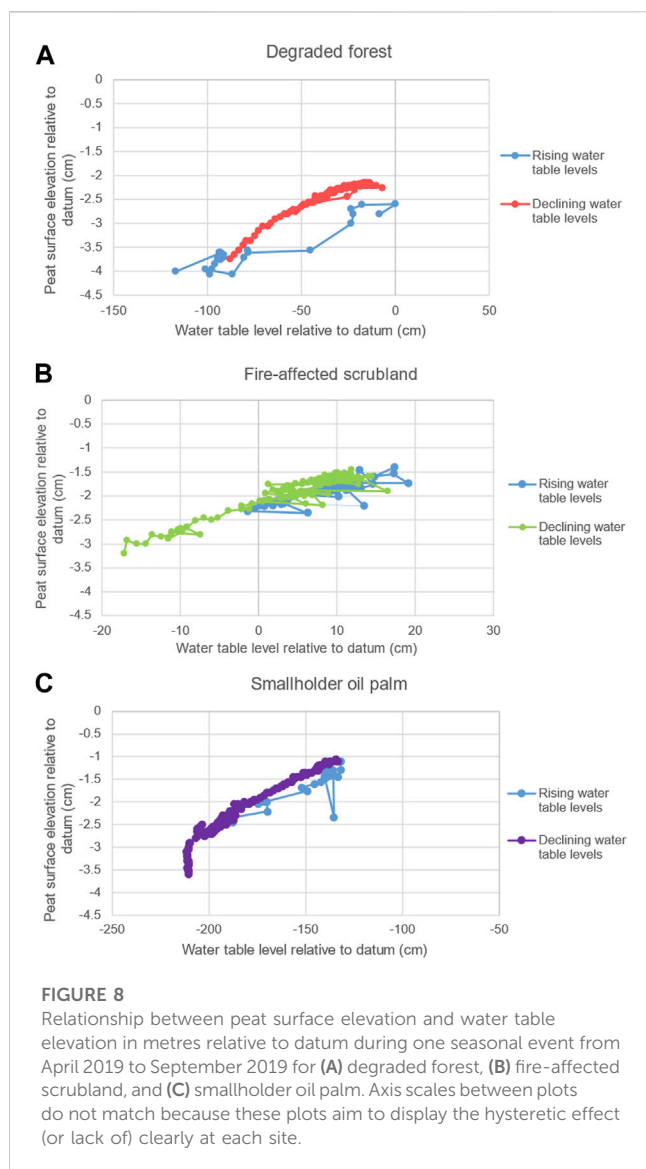 A
Degraded forest
Peat surface elevation relative to
datum (cm)
0
-0.5
-1
-1.5
-2
-2.5
-3
-3.5
-4
-4.5
-150
-100
-50
0
50
Water table level relative to datum (cm)
Rising water
table levels
Declining water
table levels
B
Fire-affected scrubland
Peat surface elevation relative to
datum (cm)
0
-0.5
-1
-1.5
-2
-2.5
-3
-3.5
-4
-4.5
-20
-10
0
10
20
30
Water table level relative to datum (cm)
Rising water
table levels
Declining water
table levels
C
Smallholder oil palm
Peat surface elevation relative to
datum (cm)
0
-0.5
-1
-1.5
-2
-2.5
-3
-3.5
-4
-4.5
-250
-200
-150
-100
-50
Water table level relative to datum (cm)
Rising water
table levels
Declining water
table levels
FIGURE 8
Relationship between peat surface elevation and water table
elevation in metres relative to datum during one seasonal event from
April 2019 to September 2019 for (A) degraded forest, (B) fire-affected
scrubland, and (C) smallholder oil palm. Axis scales between plots
do not match because these plots aim to display the hysteretic effect
(or lack of) clearly at each site.